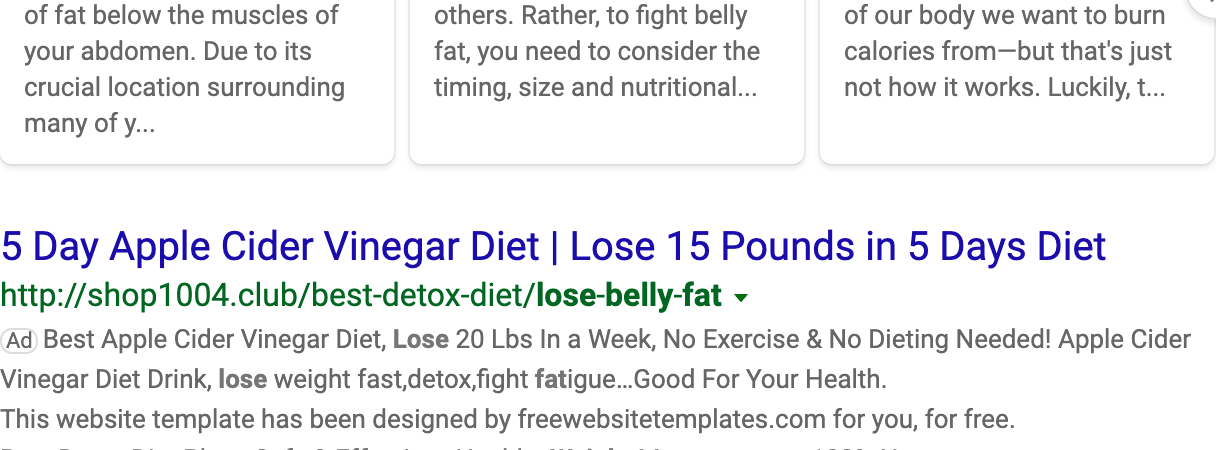 of fat below the muscles of
your abdomen. Due to its
crucial location surrounding
many of y...
others. Rather, to fight belly
fat, you need to consider the
timing, size and nutritional...
of our body we want to burn
calories from—but that's just
not how it works. Luckily, t...
5 Day Apple Cider Vinegar Diet | Lose 15 Pounds in 5 Days Diet
http://shop1004.club/best-detox-diet/lose-belly-fat
Ad Best Apple Cider Vinegar Diet, Lose 20 Lbs In a Week, No Exercise & No Dieting Needed! Apple Cider
Vinegar Diet Drink, lose weight fast,detox,fight fatigue...Good For Your Health.
This website template has been designed by freewebsitetemplates.com for you, for free.